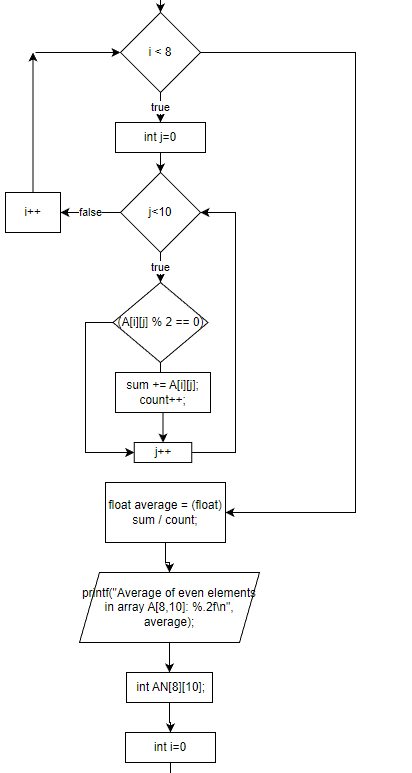 i < 8
true
int j=0
i++
false
j<10
true
(A[i][j] % 2 == 0)
sum += A[i][j];
count++;
j++
float average = (float)
sum / count;
printf("Average of even elements
in array A[8,10]: %.2f\n",
average);
int AN[8][10];
int i=0